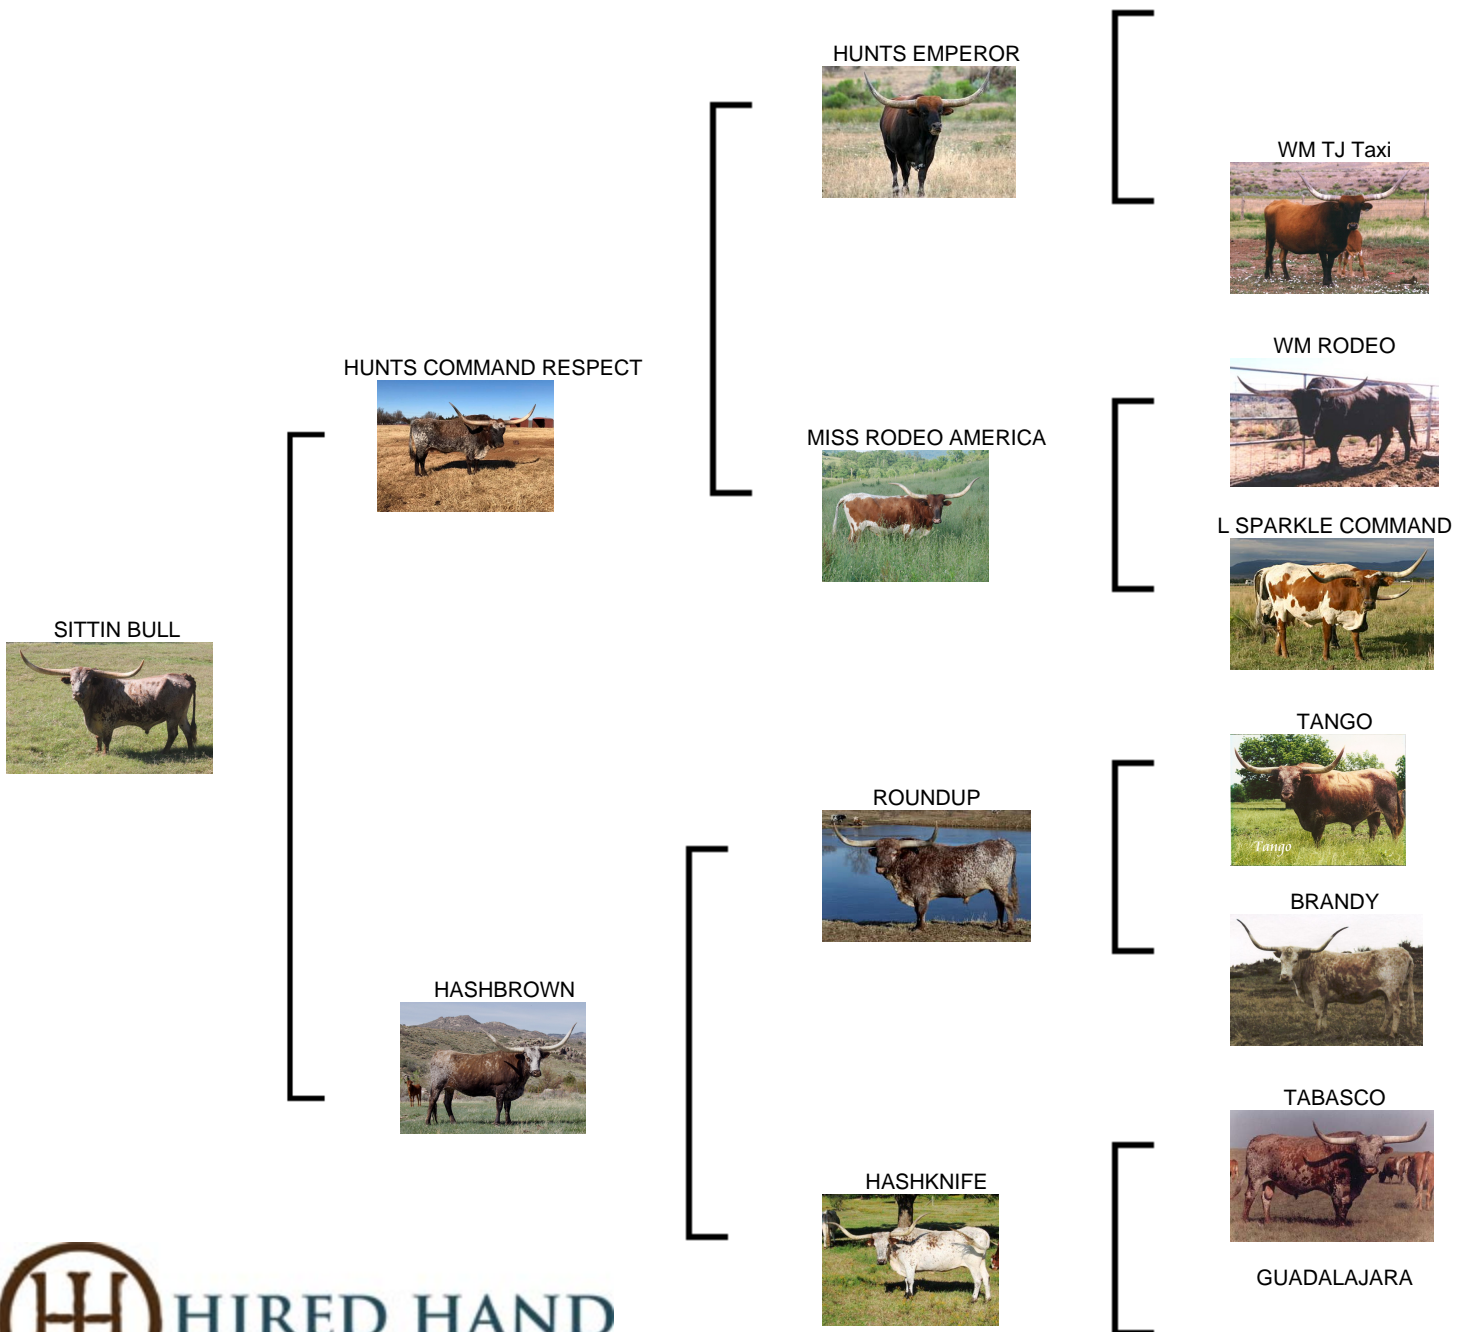 HUNTS EMPEROR
WM TJ Taxi
WM RODEO
HUNTS COMMAND RESPECT
MISS RODEO AMERICA
L SPARKLE COMMAND
SITTIN BULL
TANGO
Tango
ROUNDUP
BRANDY
HASHBROWN
TABASCO
HASHKNIFE
GUADALAJARA
HIRED HAND